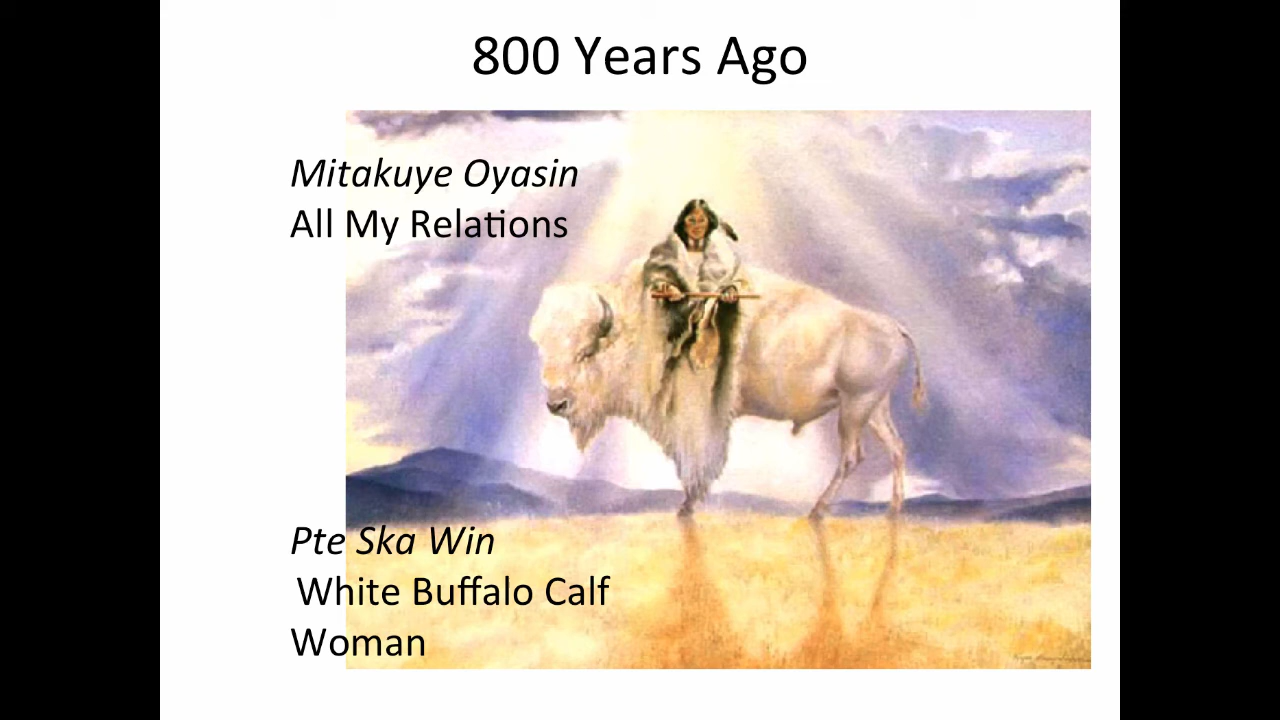 800 Years Ago
Mitakuye Oyasin
All My Relations
Pte Ska Win
White Buffalo Calf
Woman